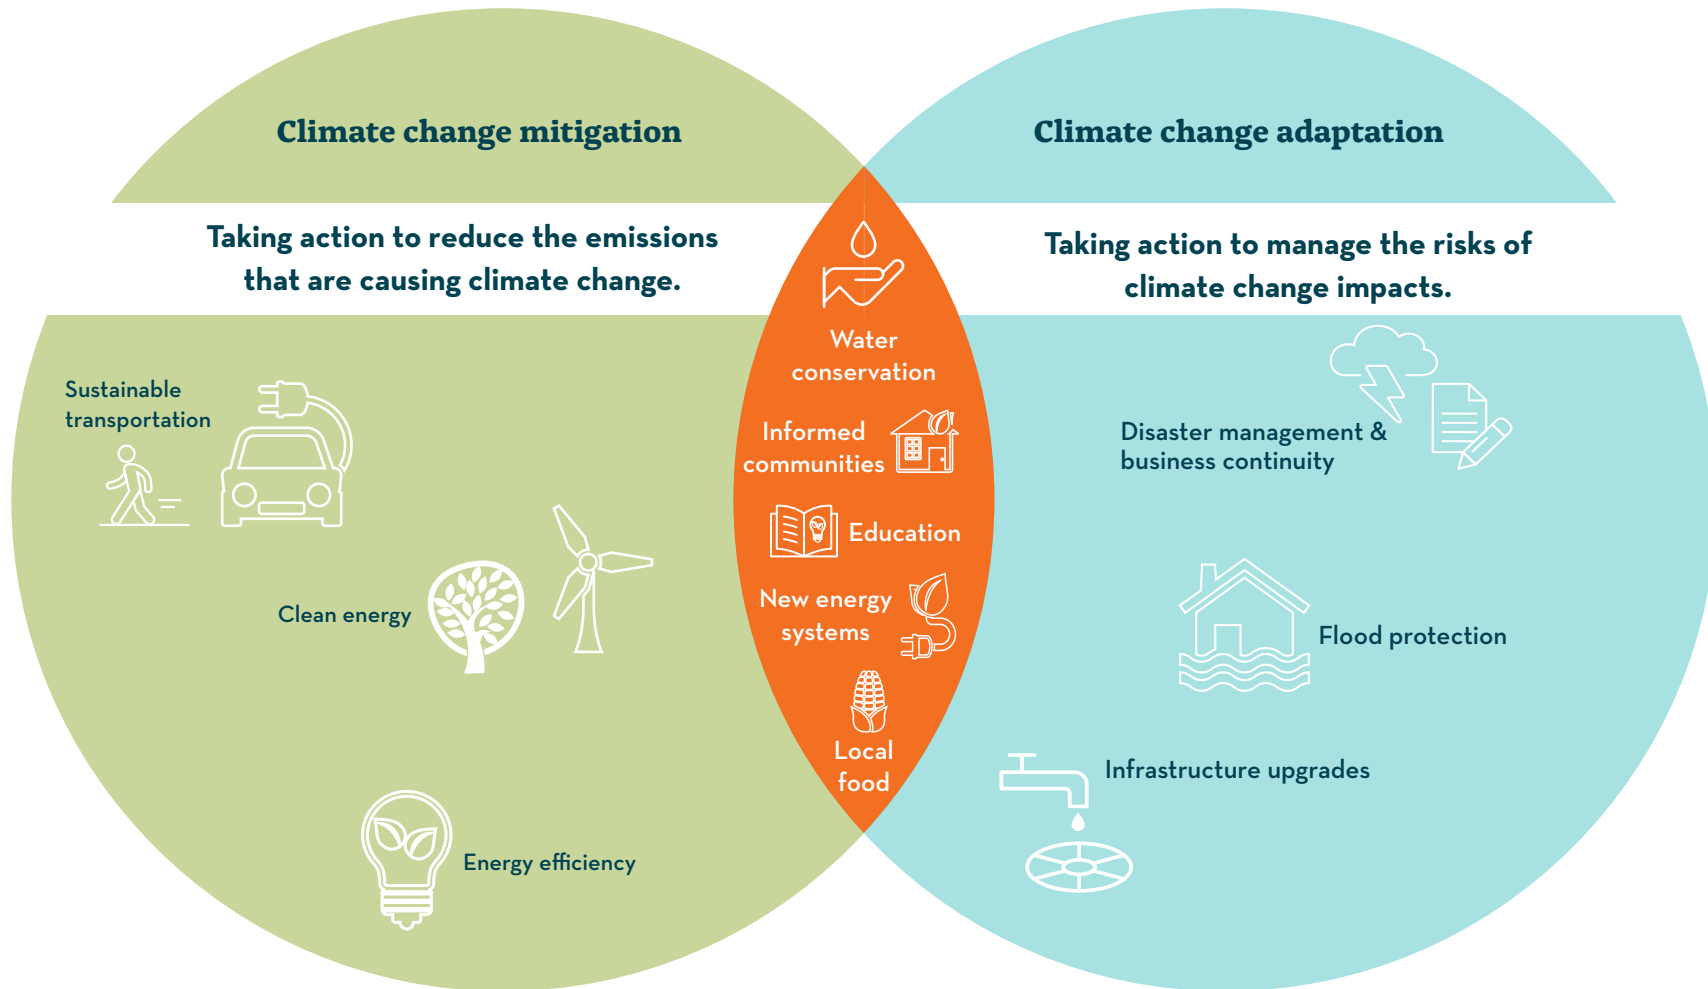 Climate change mitigation
Taking action to reduce the emissions
that are causing climate change.
Sustainable
transportation
Clean energy
Energy efficiency
Water
conservation
Informed
communities
Education
New energy
systems
Local
food
Climate change adaptation
Taking action to manage the risks of
climate change impacts.
Disaster management &
business continuity
Flood protection
Infrastructure upgrades